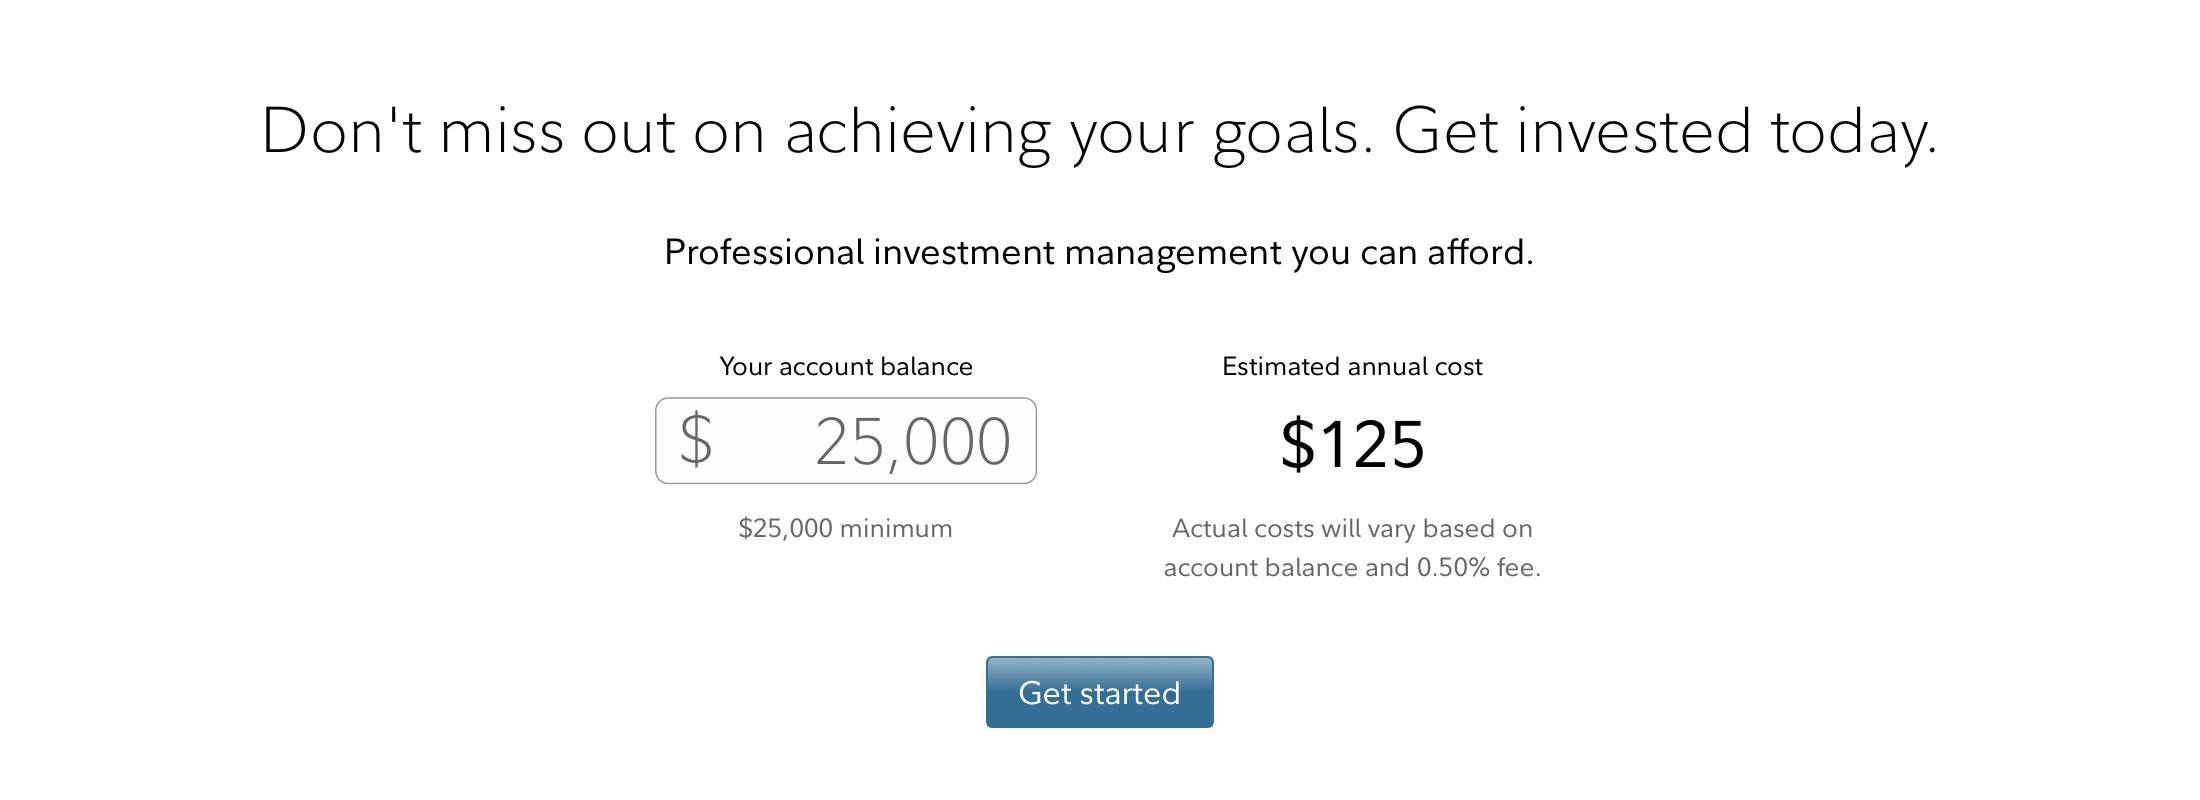 Don't miss out on achieving your goals. Get invested today.
Professional investment management you can afford.
Your account balance
$ 25,000
$25,000 minimum
Estimated annual cost
$125
Actual costs will vary based on
account balance and 0.50% fee.
Get started